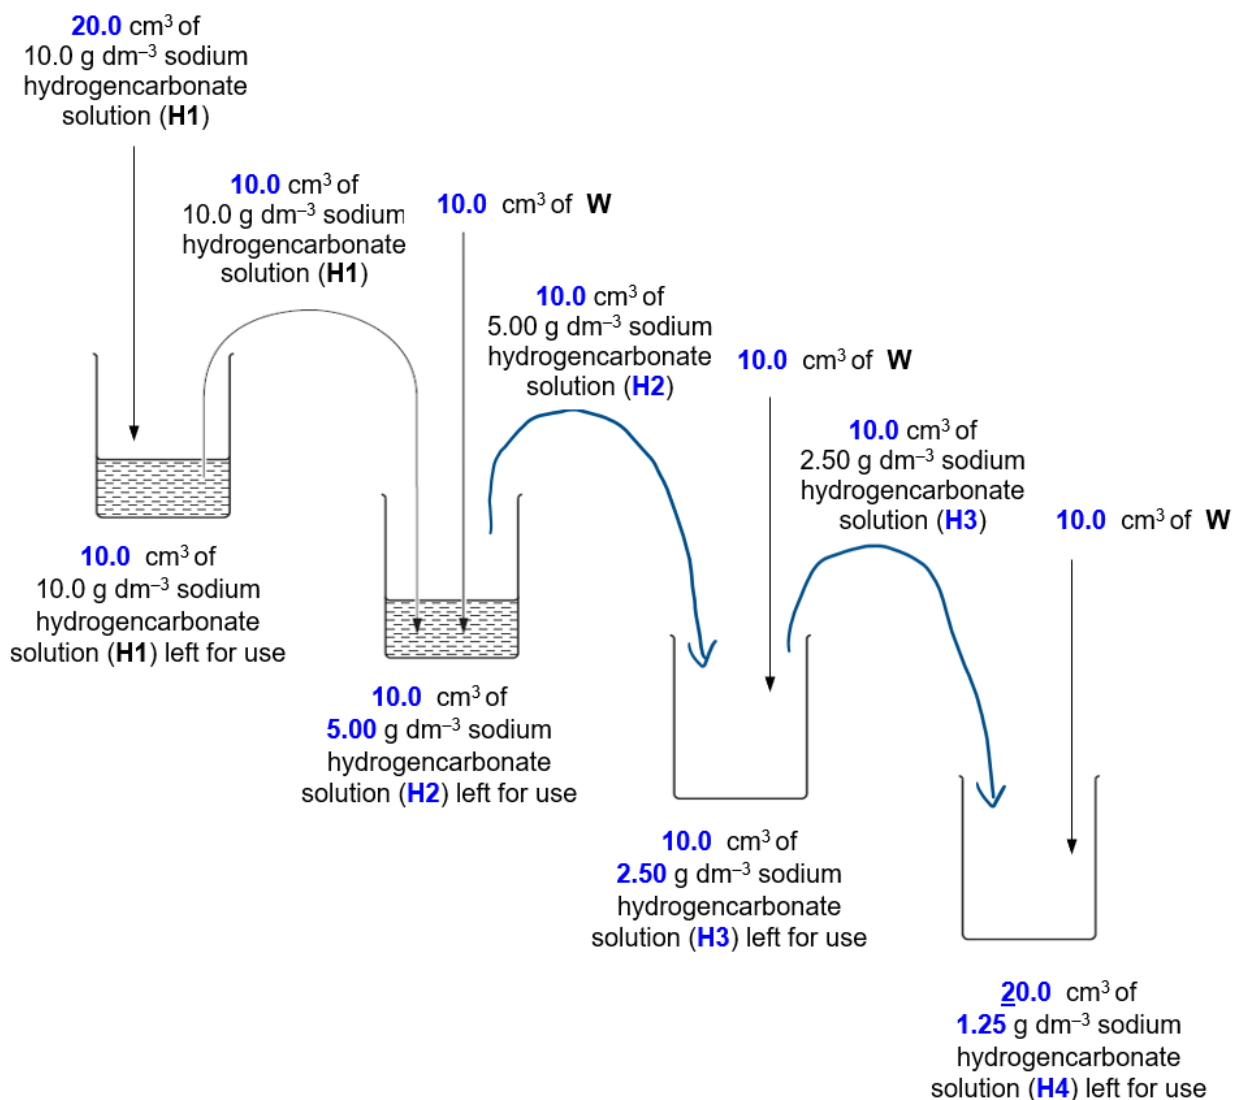 20.0 cm³ of
10.0 g dm⁻³ sodium
hydrogencarbonate
solution (H1)
10.0 cm³ of
10.0 g dm⁻³ sodium
hydrogencarbonate
solution (H1)
10.0 cm³ of W
10.0 cm³ of
5.00 g dm⁻³ sodium
hydrogencarbonate
solution (H2)
10.0 cm³ of W
10.0 cm³ of
2.50 g dm⁻³ sodium
hydrogencarbonate
solution (H3)
10.0 cm³ of W
10.0 cm³ of
10.0 g dm⁻³ sodium
hydrogencarbonate
solution (H1) left for use
10.0 cm³ of
5.00 g dm⁻³ sodium
hydrogencarbonate
solution (H2) left for use
10.0 cm³ of
2.50 g dm⁻³ sodium
hydrogencarbonate
solution (H3) left for use
20.0 cm³ of
1.25 g dm⁻³ sodium
hydrogencarbonate
solution (H4) left for use